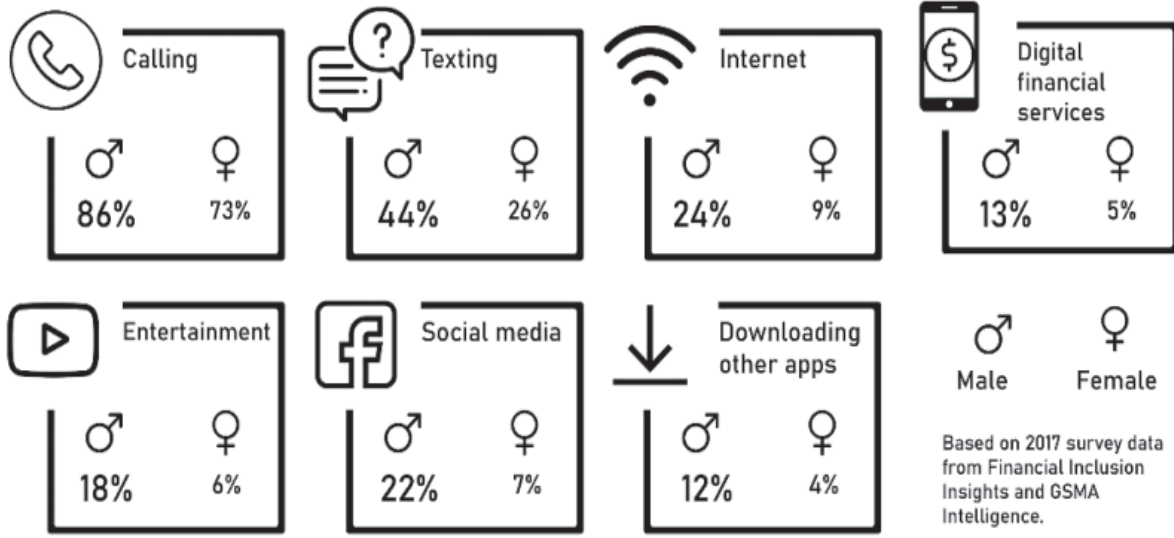 Calling
86% 73%
Texting
44% 26%
Internet
24% 9%
Digital
financial
services
13% 5%
Entertainment
18% 6%
Social media
22% 7%
Downloading
other apps
12% 4%
Male Female
Based on 2017 survey data
from Financial Inclusion
Insights and GSMA
Intelligence.